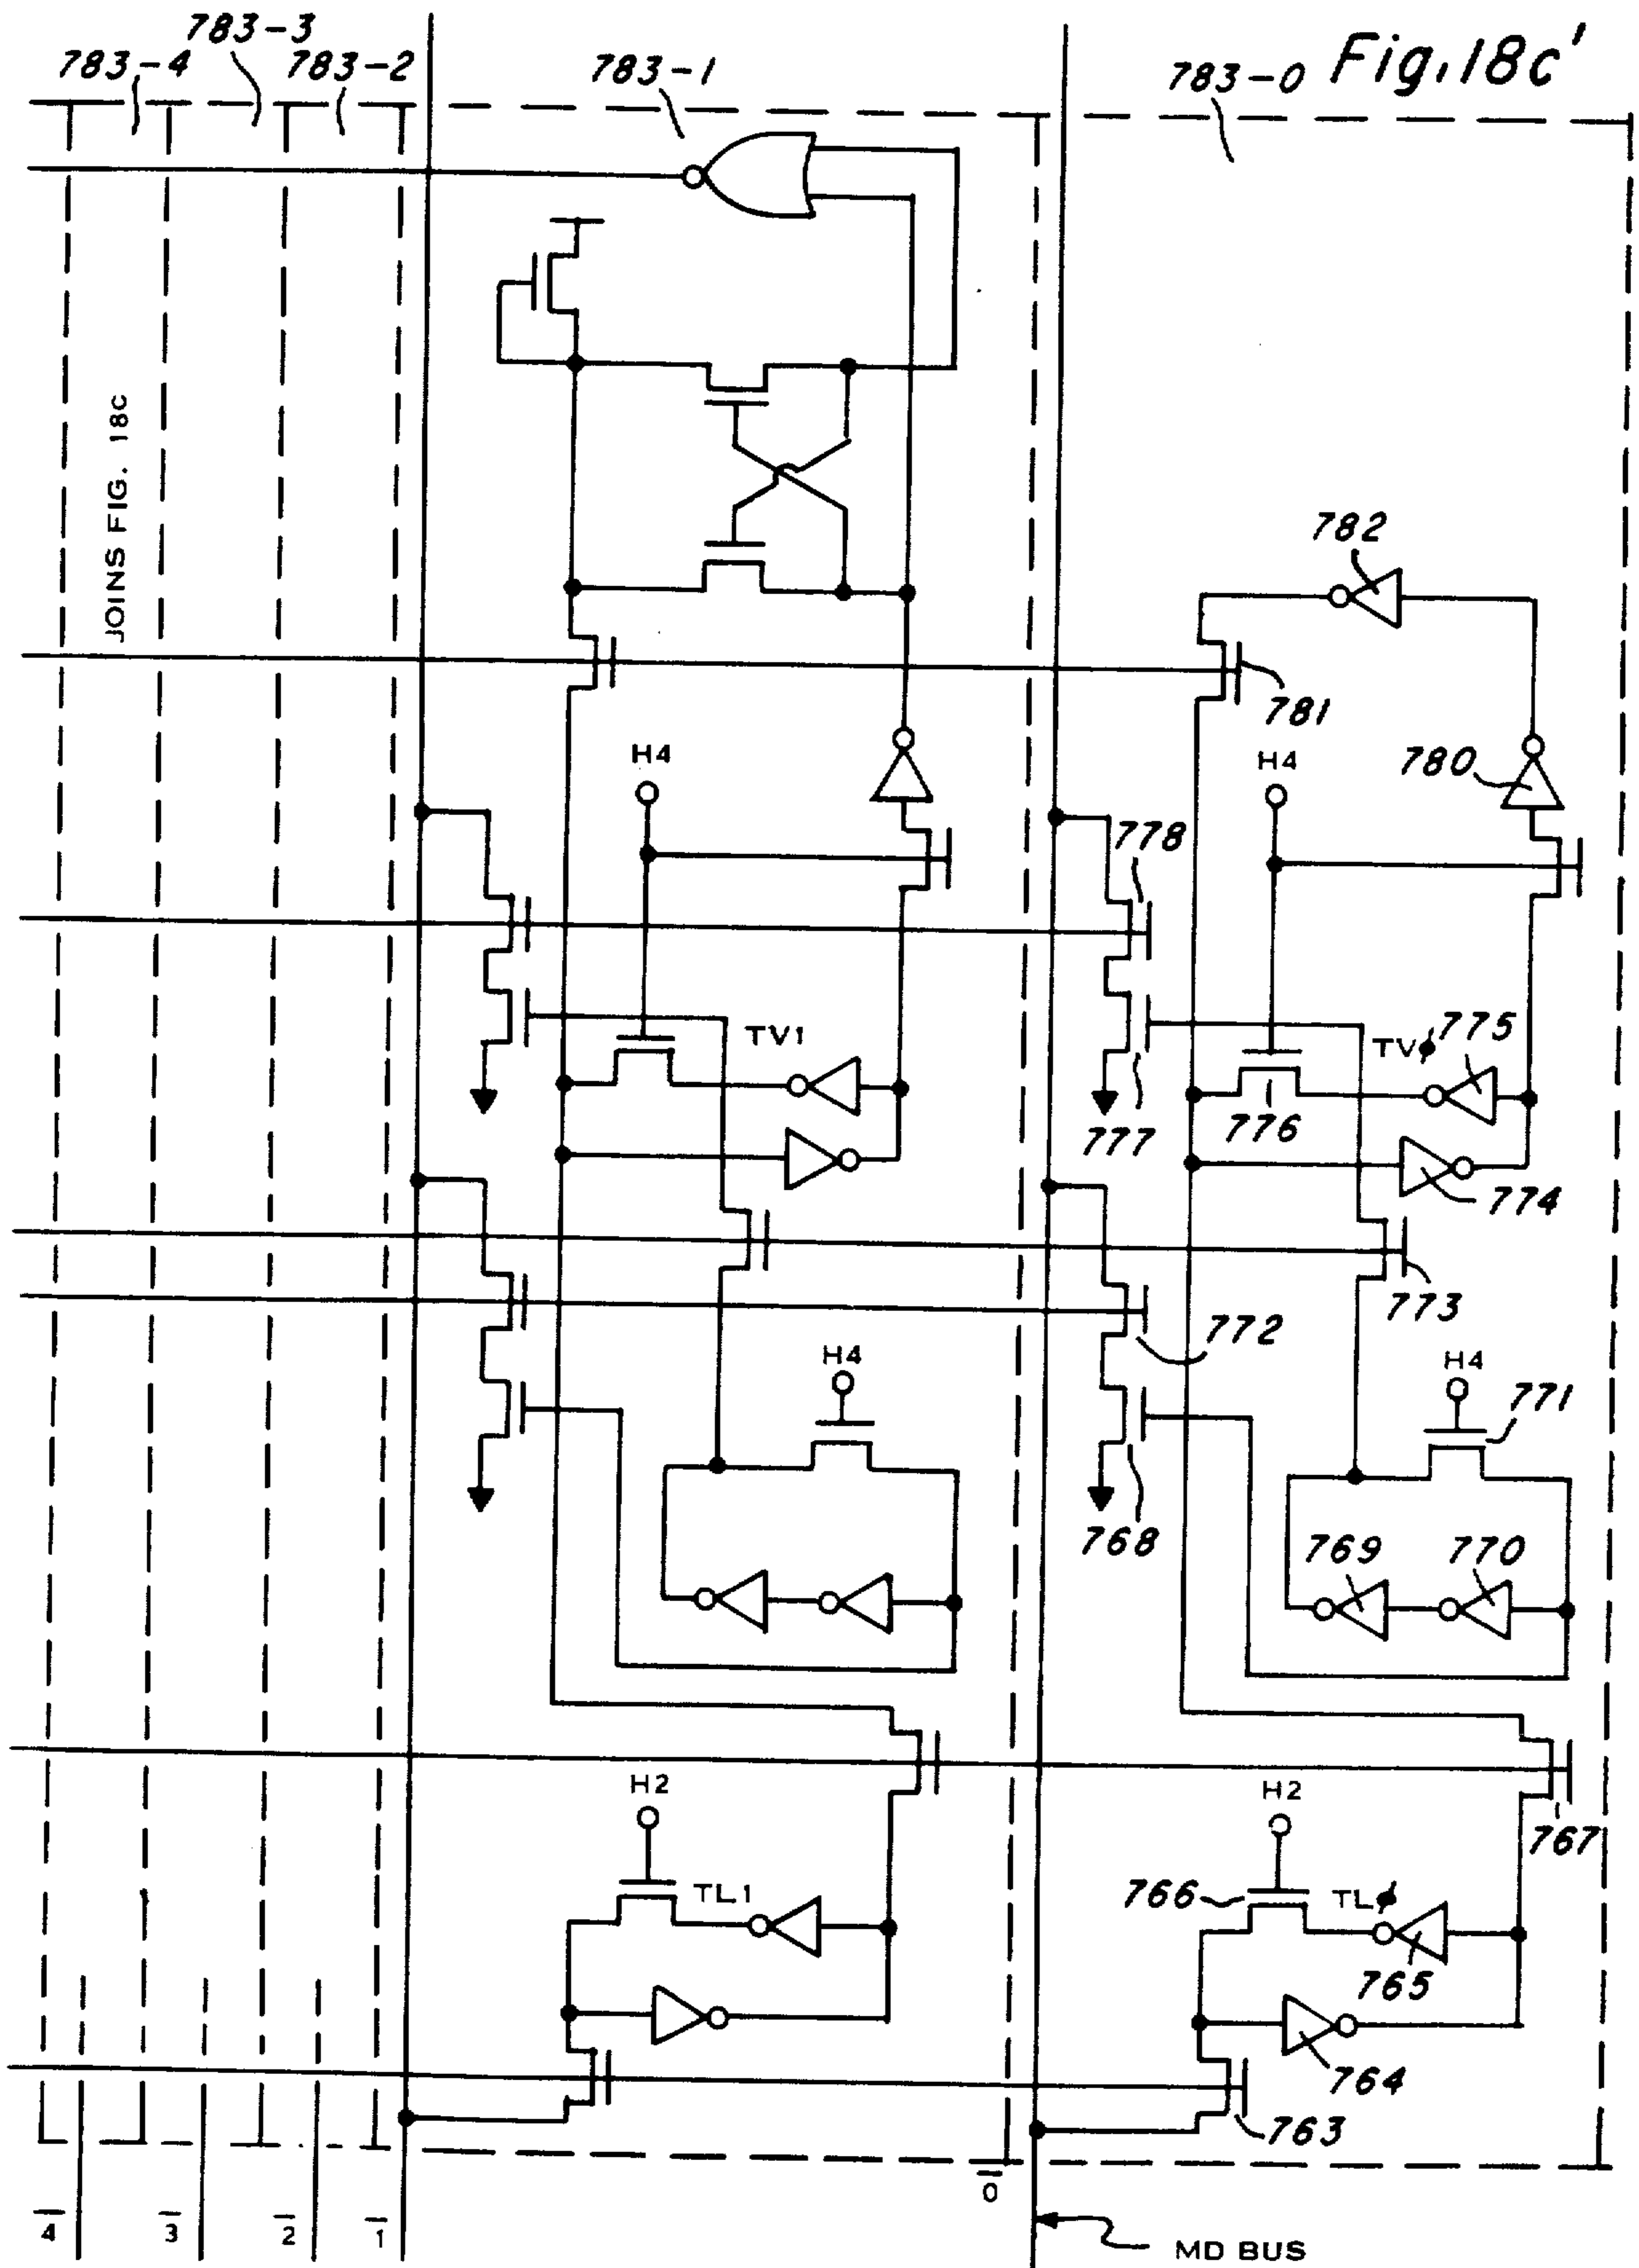 Fig. 18c'
783-4
783-3
783-2
783-1
783-0
JOINS FIG. 18C
782
781
H4
H4
780
778
TV1
TVϕ
775
776
777
774
773
772
H4
H4
771
768
769
770
H2
H2
767
TL1
766
TLϕ
765
764
763
4̅
3̅
2̅
1̅
0̅
MD BUS